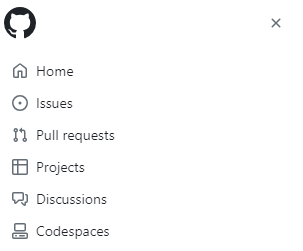 Home
Issues
Pull requests
Projects
Discussions
Codespaces